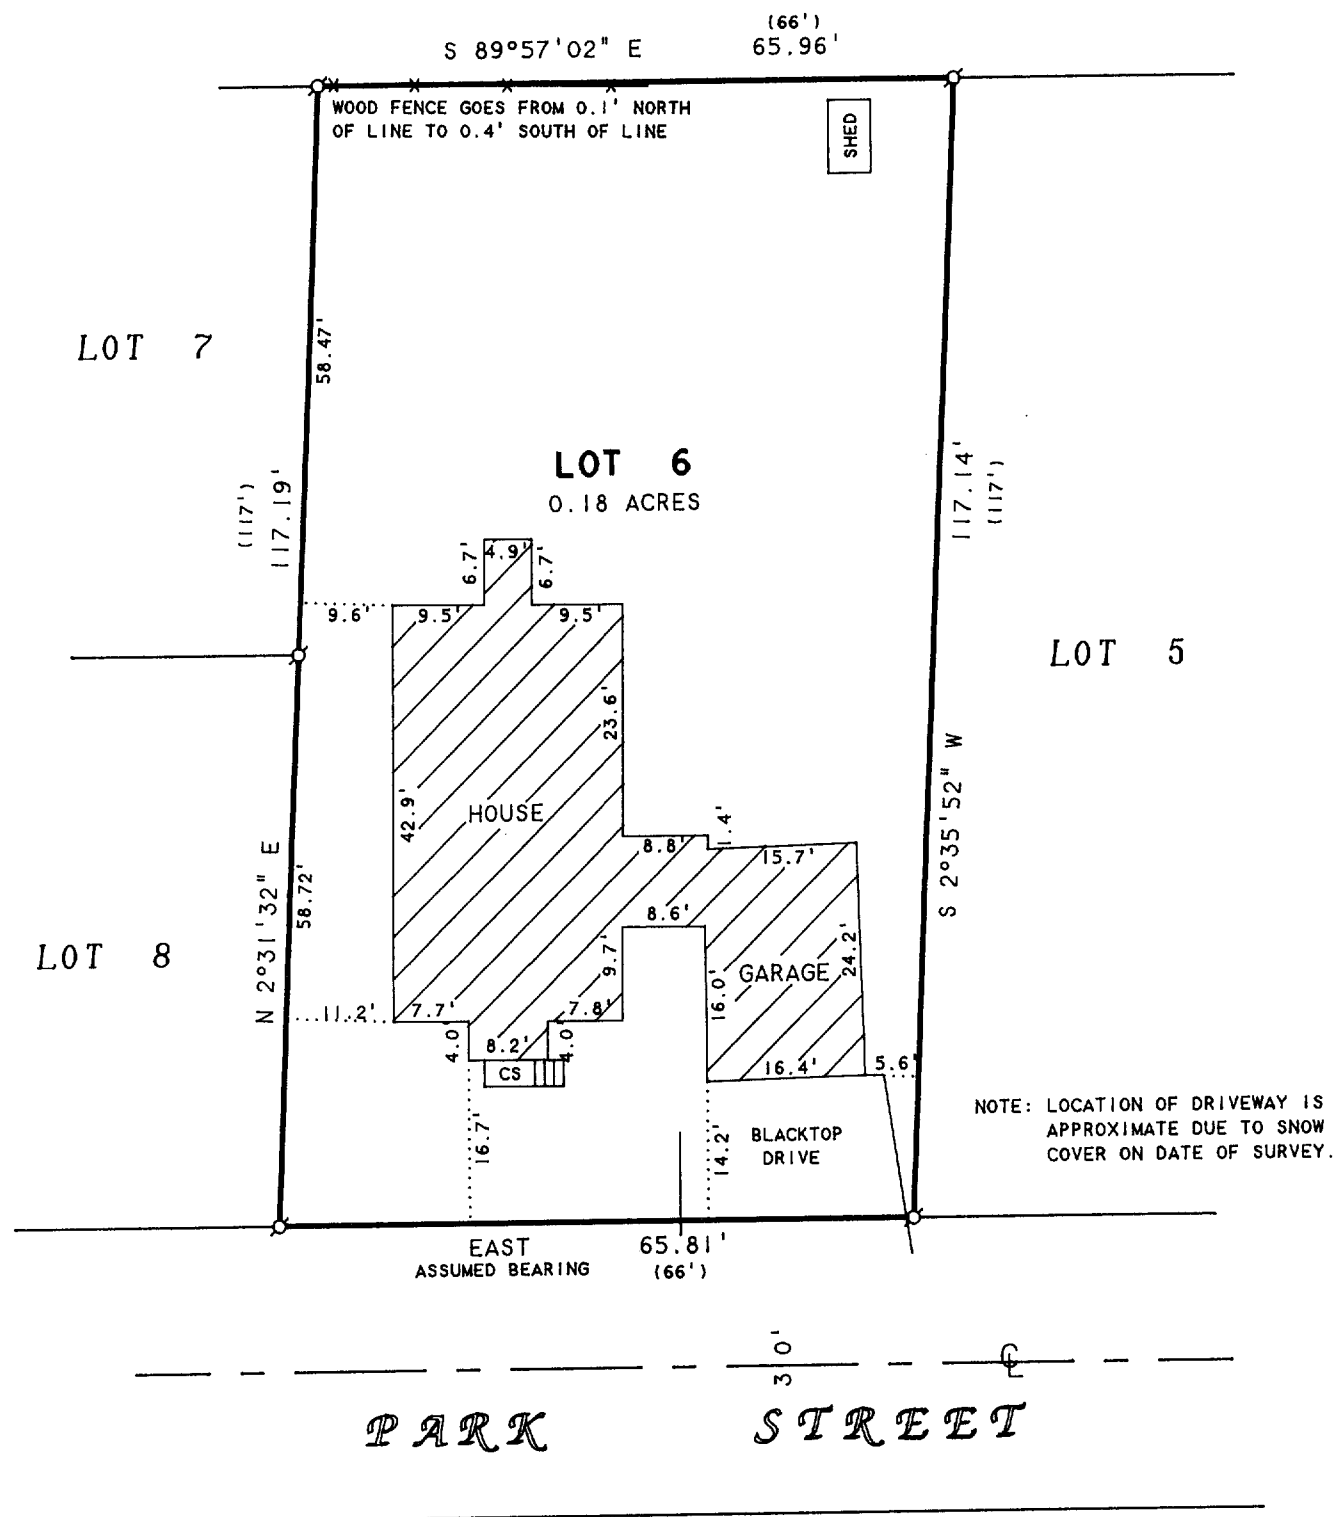 (66')
S 89°57'02" E 65.96'
WOOD FENCE GOES FROM 0.1' NORTH
OF LINE TO 0.4' SOUTH OF LINE
SHED
LOT 7
58.47'
LOT 6
0.18 ACRES
(117')
117.19'
117.14'
(117')
6.7'
4.9'
6.7'
9.6'
9.5'
9.5'
LOT 5
23.6'
42.9'
HOUSE
S 2°35'52" W
8.8'
1.4'
15.7'
N 2°31'32" E
58.72'
LOT 8
8.6'
9.7'
16.0'
GARAGE
24.2'
11.2'
7.7'
7.8'
4.0'
8.2'
4.0'
CS
16.4'
5.6'
NOTE: LOCATION OF DRIVEWAY IS
APPROXIMATE DUE TO SNOW
COVER ON DATE OF SURVEY.
16.7'
14.2'
BLACKTOP
DRIVE
EAST 65.81'
ASSUMED BEARING (66')
30'
CL
PARK STREET